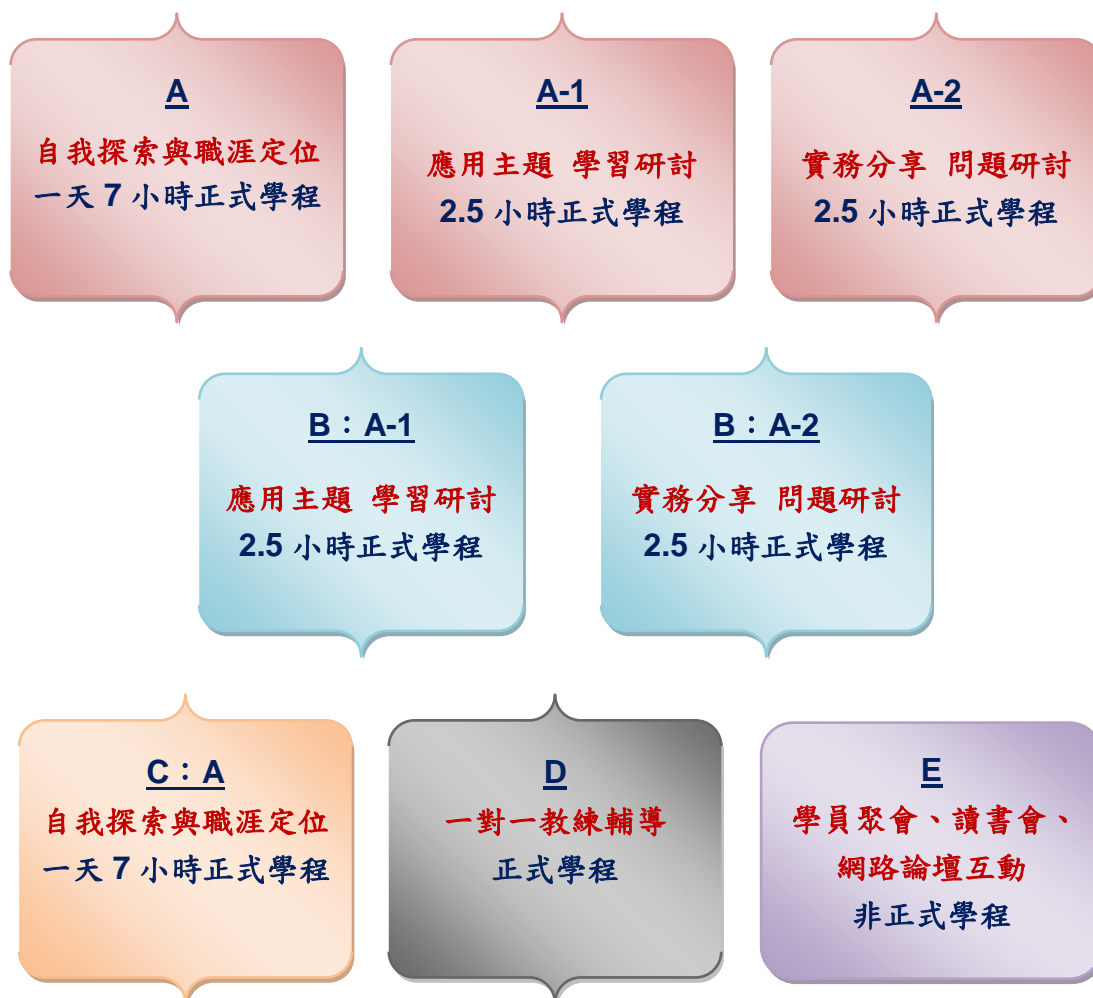 A
自我探索與職涯定位
一天 7 小時正式學程
A-1
應用主題 學習研討
2.5 小時正式學程
A-2
實務分享 問題研討
2.5 小時正式學程
B：A-1
應用主題 學習研討
2.5 小時正式學程
B：A-2
實務分享 問題研討
2.5 小時正式學程
C：A
自我探索與職涯定位
一天 7 小時正式學程
D
一對一教練輔導
正式學程
E
學員聚會、讀書會、
網路論壇互動
非正式學程